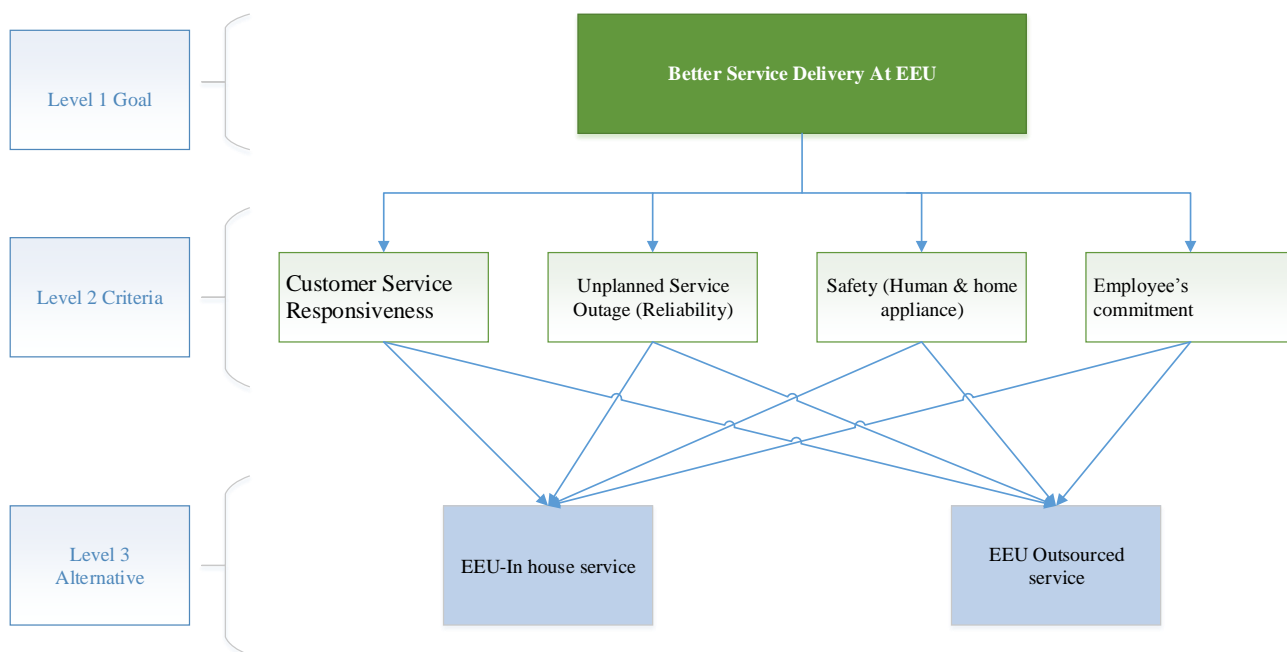 Level 1 Goal
Better Service Delivery At EEU
Level 2 Criteria
Customer Service
Responsiveness
Unplanned Service
Outage (Reliability)
Safety (Human & home
appliance)
Employee’s
commitment
Level 3
Alternative
EEU-In house service
EEU Outsourced
service